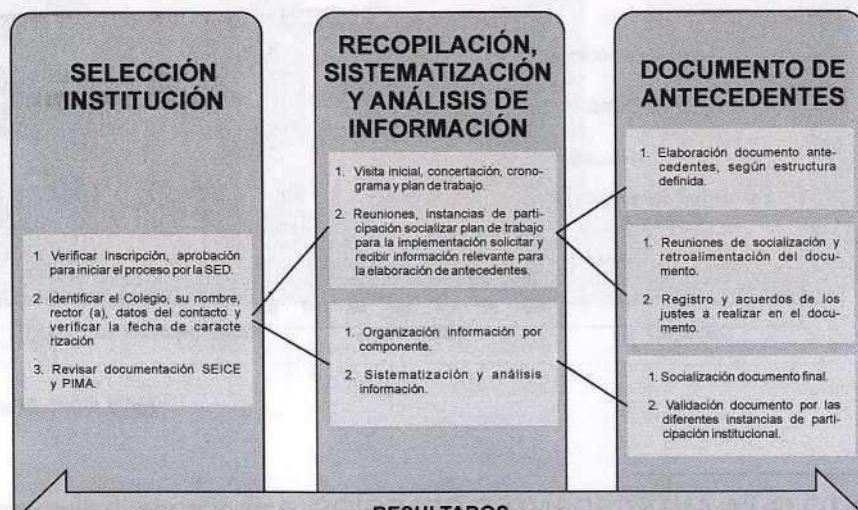 SELECCIÓN
INSTITUCIÓN
1. Verificar Inscripción, aprobación
para iniciar el proceso por la SED.
2. Identificar el Colegio, su nombre,
rector (a), datos del contacto y
verificar la fecha de caracte
rización
3. Revisar documentación SEICE
y PIMA.
RECOPILACIÓN,
SISTEMATIZACIÓN
Y ANÁLISIS DE
INFORMACIÓN
1. Visita inicial, concertación, crono-
grama y plan de trabajo.
2. Reuniones, instancias de parti-
cipación socializar plan de trabajo
para la implementación solicitar y
recibir información relevante para
la elaboración de antecedentes.
1. Organización información por
componente.
2. Sistematización y análisis
información.
DOCUMENTO DE
ANTECEDENTES
1. Elaboración documento ante-
cedentes, según estructura
definida.
1. Reuniones de socialización y
retroalimentación del docu-
mento.
2. Registro y acuerdos de los
justes a realizar en el docu-
mento.
1. Socialización documento final.
2. Validación documento por las
diferentes instancias de parti-
cipación institucional.
RESULTADOS